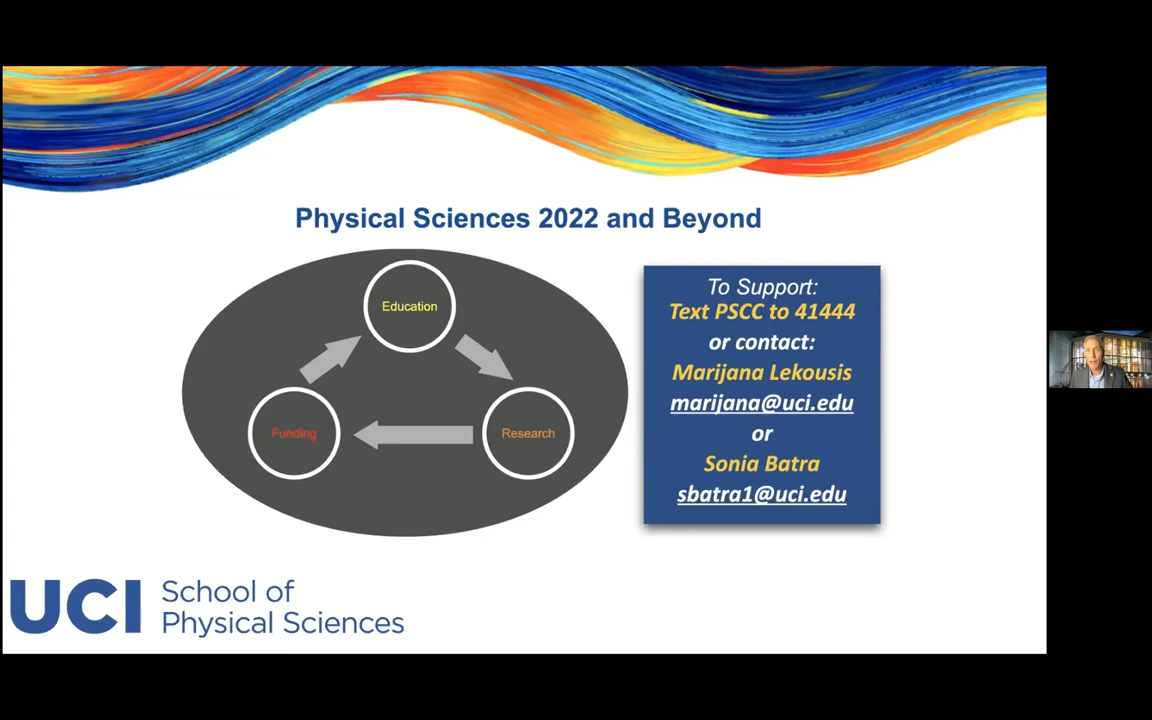 Physical Sciences 2022 and Beyond
Education
Funding
Research
To Support:
Text PSCC to 41444
or contact:
Marijana Lekousis
marijana@uci.edu
or
Sonia Batra
sbatra1@uci.edu
UCI
School of
Physical Sciences